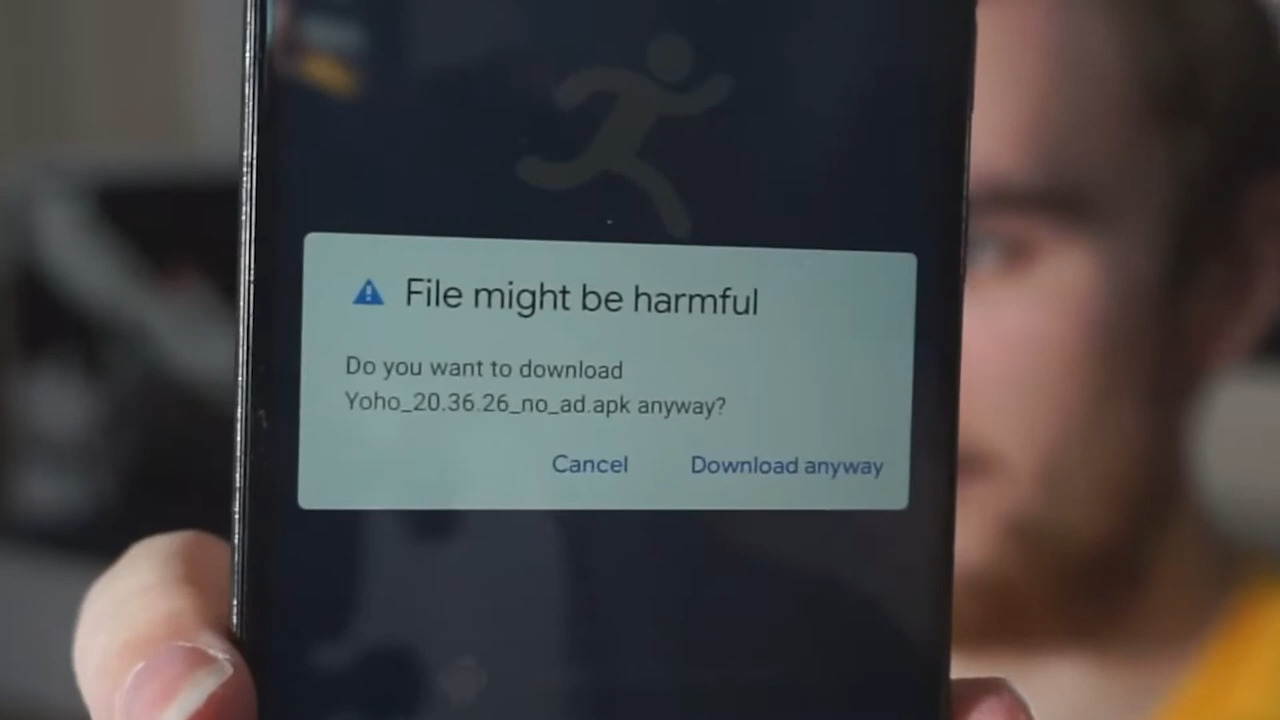 File might be harmful
Do you want to download
Yoho_20.36.26_no_ad.apk anyway?
Cancel Download anyway